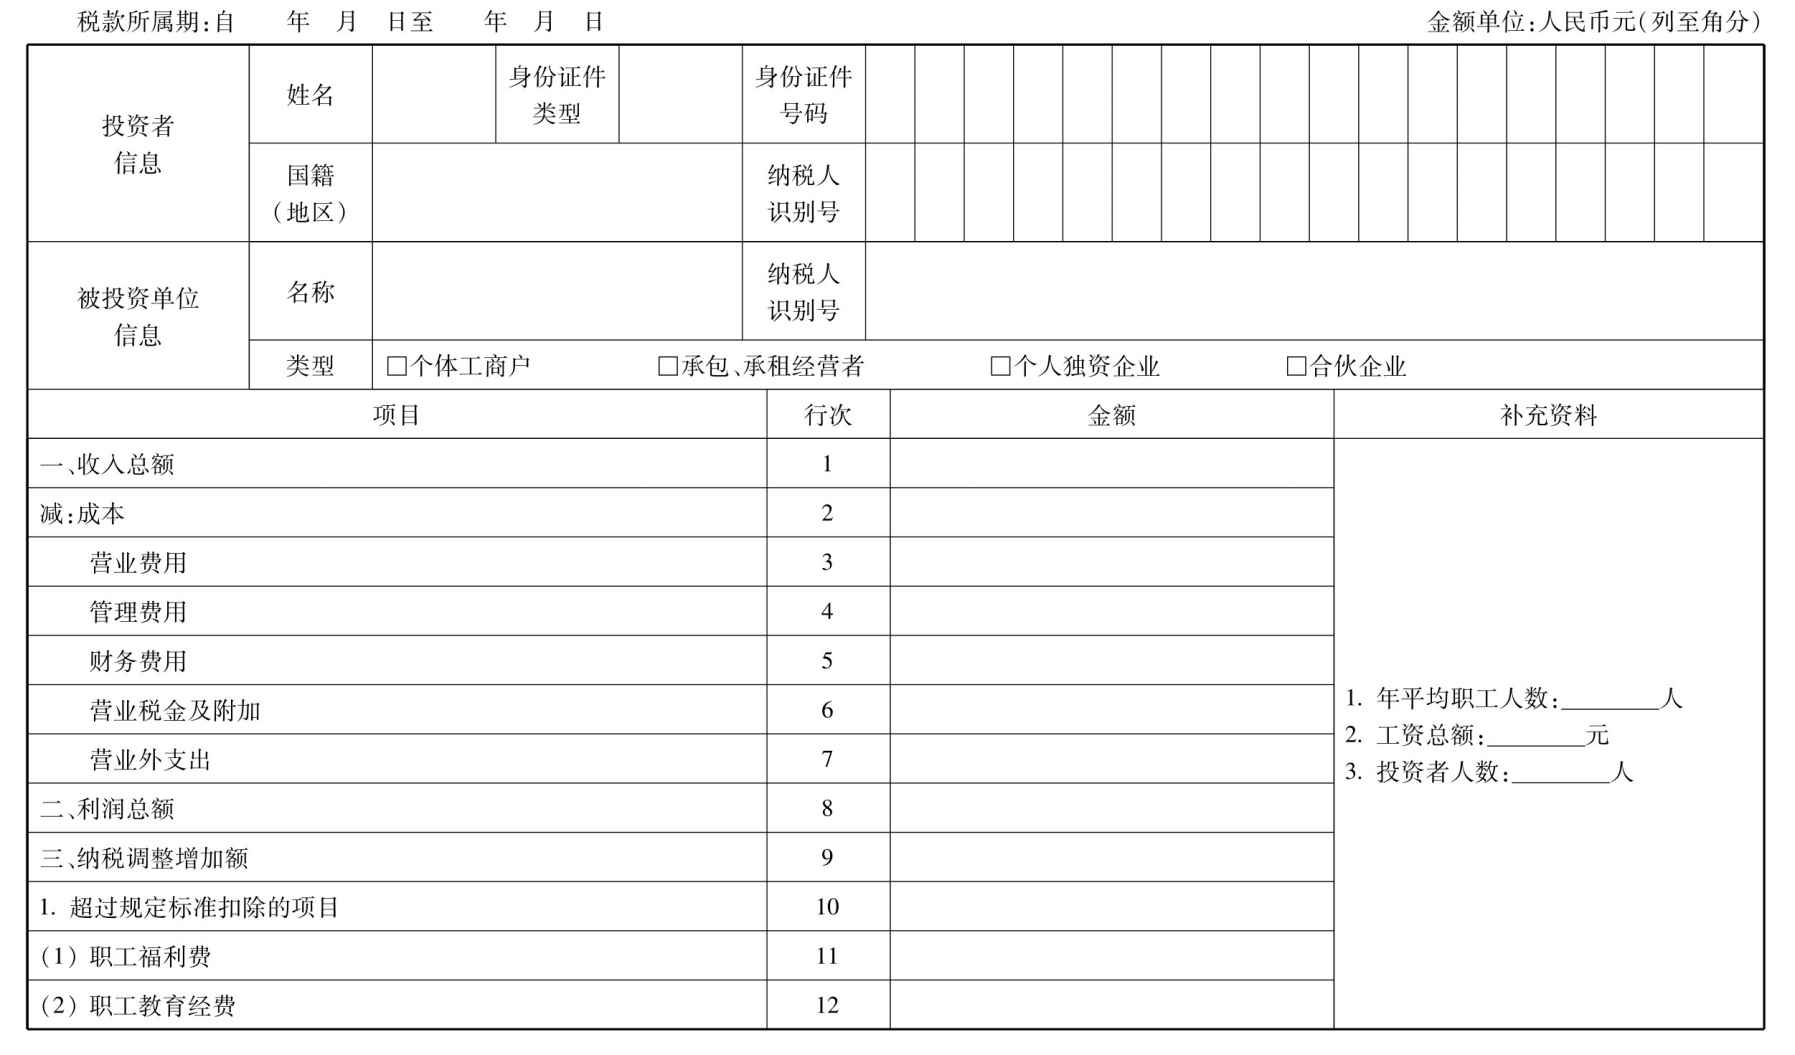 税款所属期:自　　年　月　日至　　年　月　日　　金额单位:人民币元(列至角分)
投资者
信息
姓名
身份证件
类型
身份证件
号码
国籍
(地区)
纳税人
识别号
被投资单位
信息
名称
纳税人
识别号
类型
□个体工商户　□承包、承租经营者　□个人独资企业　□合伙企业
项目　行次　金额　补充资料
一、收入总额　1
减:成本　2
营业费用　3
管理费用　4
财务费用　5
营业税金及附加　6
营业外支出　7
二、利润总额　8
三、纳税调整增加额　9
1. 超过规定标准扣除的项目　10
(1) 职工福利费　11
(2) 职工教育经费　12
1. 年平均职工人数:________人
2. 工资总额:________元
3. 投资者人数:________人